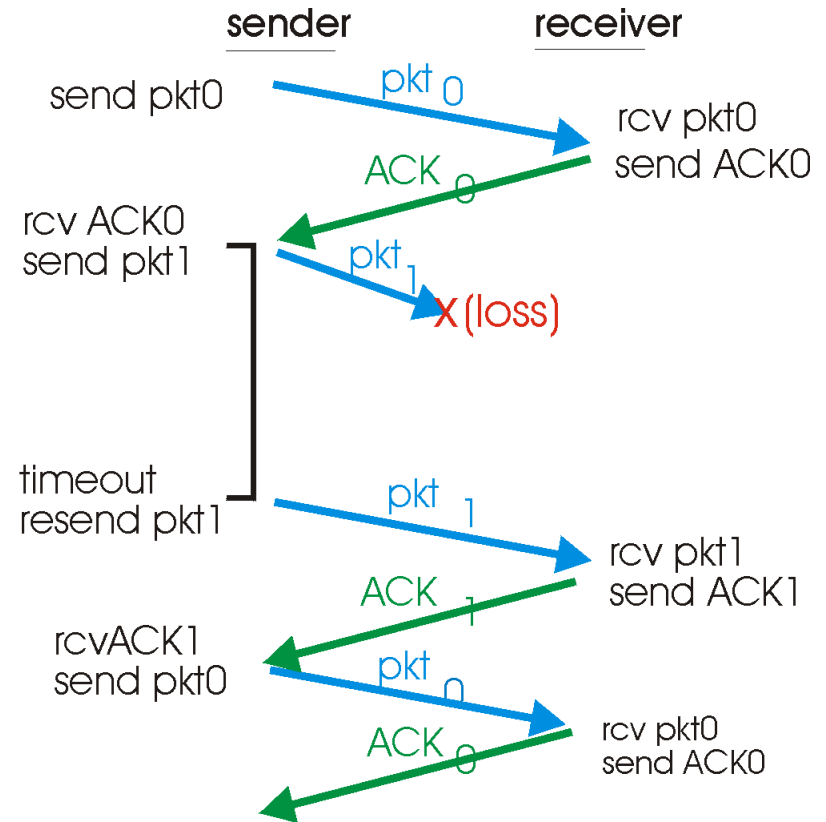 sender
receiver
send pkt0
pkt 0
rcv pkt0
send ACK0
ACK 0
rcv ACK0
send pkt1
pkt 1
X (loss)
timeout
resend pkt1
pkt 1
rcv pkt1
send ACK1
ACK 1
rcvACK1
send pkt0
pkt 0
rcv pkt0
send ACK0
ACK 0